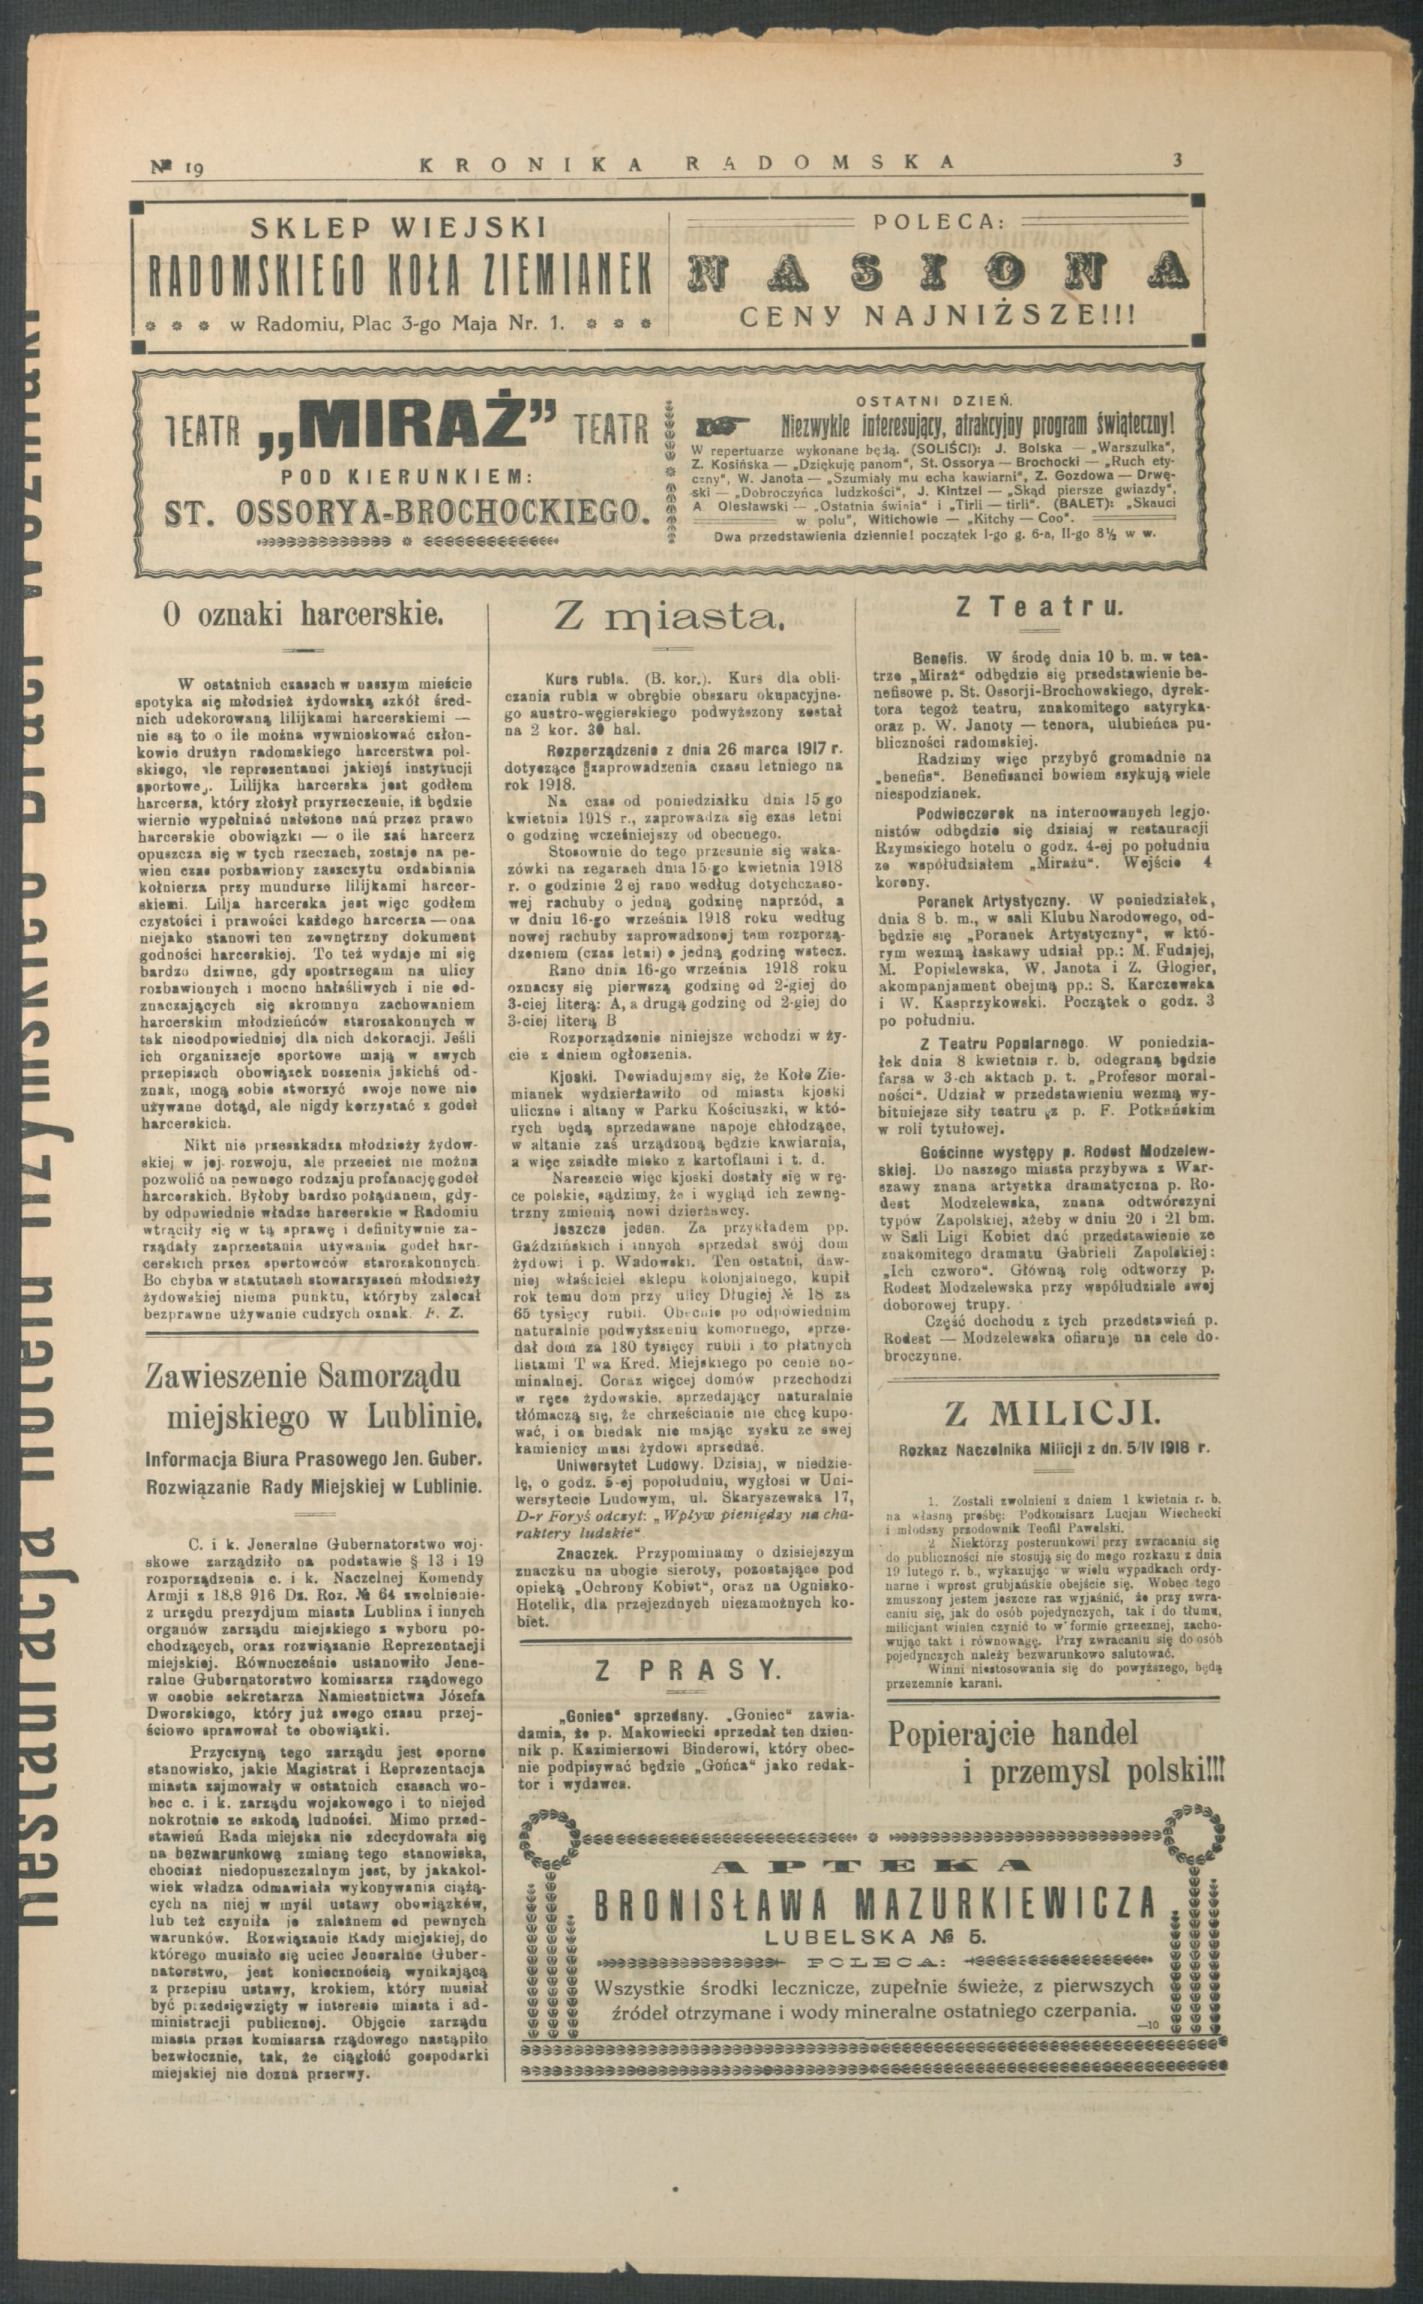 № 19
KRONIKA RADOMSKA
3
SKLEP WIEJSKI
RADOMSKIEGO KOŁA ZIEMIANEK
w Radomiu, Plac 3-go Maja Nr. 1.
POLECA:
NASIONA
CENY NAJNIŻSZE!!!
TEATR „MIRAŻ” TEATR
POD KIERUNKIEM:
ST. OSSORYA-BROCHOCKIEGO.
OSTATNI DZIEŃ.
Niezwykle interesujący, atrakcyjny program świąteczny!
W repertuarze wykonane będą. (SOLIŚCI): J. Bolska — „Warszulka“,
Z. Kosińska — „Dziękuję panom“, St. Ossorya — Brochocki — „Ruch ety-
czny“, W. Janota — „Szumiały mu echa kawiarni“, Z. Gozdowa — Drwę-
ski — „Dobroczyńca ludzkości“, J. Kintzel — „Skąd piersze gwiazdy“,
A Olesławski — „Ostatnia świnia“ i „Tirli — tirli“. (BALET): „Skauci
w polu“, Witichowie — „Kitchy — Coo“.
Dwa przedstawienia dziennie! początek I-go g. 6-a, II-go 8½ w w.
O oznaki harcerskie.
W ostatnich czasach w naszym mieście
spotyka się młodzież żydowską szkół śred-
nich udekorowaną lilijkami harcerskiemi —
nie są to o ile można wywnioskować człon-
kowie drużyn radomskiego harcerstwa pol-
skiego, ale reprezentanci jakiejś instytucji
sportowej. Lilijka harcerska jest godłem
harcerza, który złożył przyrzeczenie, iż będzie
wiernie wypełniać nałożone nań przez prawo
harcerskie obowiązki — o ile zaś harcerz
opuszcza się w tych rzeczach, zostaje na pe-
wien czas pozbawiony zaszczytu ozdabiania
kołnierza przy mundurze lilijkami harcer-
skiemi. Lilja harcerska jest więc godłem
czystości i prawości każdego harcerza — ona
niejako stanowi ten zewnętrzny dokument
godności harcerskiej. To też wydaje mi się
bardzo dziwne, gdy spostrzegam na ulicy
rozbawionych i mocno hałaśliwych i nie od-
znaczających się skromnym zachowaniem
harcerskim młodzieńców starozakonnych w
tak nieodpowiedniej dla nich dekoracji. Jeśli
ich organizacje sportowe mają w swych
przepisach obowiązek noszenia jakichś od-
znak, mogą sobie stworzyć swoje nowe nie
używane dotąd, ale nigdy korzystać z godeł
harcerskich.
Nikt nie przeszkadza młodzieży żydow-
skiej w jej rozwoju, ale przecież nie można
pozwolić na pewnego rodzaju profanację godeł
harcerskich. Byłoby bardzo pożądanem, gdy-
by odpowiednie władze harcerskie w Radomiu
wtrąciły się w tą sprawę i definitywnie za-
rządały zaprzestania używania godeł har-
cerskich przez sportowców starozakonnych.
Bo chyba w statutach stowarzyszeń młodzieży
żydowskiej niema punktu, któryby zalecał
bezprawne używanie cudzych oznak. F. Z.
Zawieszenie Samorządu
miejskiego w Lublinie.
Informacja Biura Prasowego Jen. Guber.
Rozwiązanie Rady Miejskiej w Lublinie.
C. i k. Jeneralne Gubernatorstwo woj-
skowe zarządziło na podstawie § 13 i 19
rozporządzenia c. i k. Naczelnej Komendy
Armji z 18.8 916 Dz. Roz. № 64 zwolnienie-
z urzędu prezydjum miasta Lublina i innych
organów zarządu miejskiego z wyboru po-
chodzących, oraz rozwiązanie Reprezentacji
miejskiej. Równocześnie ustanowiło Jene-
ralne Gubernatorstwo komisarza rządowego
w osobie sekretarza Namiestnictwa Józefa
Dworskiego, który już swego czasu przej-
ściowo sprawował te obowiązki.
Przyczyną tego zarządu jest oporne
stanowisko, jakie Magistrat i Reprezentacja
miasta zajmowały w ostatnich czasach wo-
bec c. i k. zarządu wojskowego i to niejed
nokrotnie ze szkodą ludności. Mimo przed-
stawień Rada miejska nie zdecydowała się
na bezwarunkową zmianę tego stanowiska,
chociaż niedopuszczalnym jest, by jakakol-
wiek władza odmawiała wykonywania ciążą-
cych na niej w myśl ustawy obowiązków,
lub też czyniła je zależnem od pewnych
warunków. Rozwiązanie Rady miejskiej, do
którego musiało się uciec Jeneralne Guber-
natorstwo, jest koniecznością wynikającą
z przepisu ustawy, krokiem, który musiał
być przedsięwzięty w interesie miasta i ad-
ministracji publicznej. Objęcie zarządu
miasta przez komisarza rządowego nastąpiło
bezwłocznie, tak, że ciągłość gospodarki
miejskiej nie dozna przerwy.
Z miasta.
Kurs rubla. (B. kor.). Kurs dla obli-
czania rubla w obrębie obszaru okupacyjne-
go austro-węgierskiego podwyższony został
na 2 kor. 30 hal.
Rozporządzenie z dnia 26 marca 1917 r.
dotyczące zaprowadzenia czasu letniego na
rok 1918.
Na czas od poniedziałku dnia 15 go
kwietnia 1918 r., zaprowadza się czas letni
o godzinę wcześniejszy od obecnego.
Stosownie do tego przesunie się wska-
zówki na zegarach dnia 15-go kwietnia 1918
r. o godzinie 2 ej rano według dotychczaso-
wej rachuby o jedną godzinę naprzód, a
w dniu 16-go września 1918 roku według
nowej rachuby zaprowadzonej tem rozporzą-
dzeniem (czas letni) o jedną godzinę wstecz.
Rano dnia 16-go września 1918 roku
oznaczy się pierwszą godzinę od 2-giej do
3-ciej literą: A, a drugą godzinę od 2-giej do
3-ciej literą B
Rozporządzenie niniejsze wchodzi w ży-
cie z dniem ogłoszenia.
Kjoski. Dowiadujemy się, że Koło Zie-
mianek wydzierżawiło od miasta kjoski
uliczne i altany w Parku Kościuszki, w któ-
rych będą sprzedawane napoje chłodzące,
w altanie zaś urządzoną będzie kawiarnia,
a więc zsiadłe mleko z kartoflami i t. d.
Nareszcie więc kjoski dostały się w rę-
ce polskie, sądzimy, że i wygląd ich zewnę-
trzny zmienią nowi dzierżawcy.
Jeszcze jeden. Za przykładem pp.
Gaździńskich i innych sprzedał swój dom
żydowi i p. Wadowski. Ten ostatni, daw-
niej właściciel sklepu kolonjalnego, kupił
rok temu dom przy ulicy Długiej № 18 za
65 tysięcy rubli. Obecnie po odpowiednim
naturalnie podwyższeniu komornego, sprze-
dał dom za 180 tysięcy rubli i to płatnych
listami T wa Kred. Miejskiego po cenie no-
minalnej. Coraz więcej domów przechodzi
w ręce żydowskie, sprzedający naturalnie
tłómaczą się, że chrześcianie nie chcę kupo-
wać, i on biedak nie mając zysku ze swej
kamienicy musi żydowi sprzedać.
Uniwersytet Ludowy. Dzisiaj, w niedzie-
lę, o godz. 5-ej popołudniu, wygłosi w Uni-
wersytecie Ludowym, ul. Skaryszewska 17,
D-r Foryś odczyt: „Wpływ pieniędzy na cha-
raktery ludzkie“
Znaczek. Przypominamy o dzisiejszym
znaczku na ubogie sieroty, pozostające pod
opieką „Ochrony Kobiet“, oraz na Ognisko-
Hotelik, dla przejezdnych niezamożnych ko-
biet.
Z PRASY.
„Goniec“ sprzedany. „Goniec“ zawia-
damia, że p. Makowiecki sprzedał ten dzien-
nik p. Kazimierzowi Binderowi, który obec-
nie podpisywać będzie „Gońca“ jako redak-
tor i wydawca.
Z Teatru.
Benefis. W środę dnia 10 b. m. w tea-
trze „Miraż“ odbędzie się przedstawienie be-
nefisowe p. St. Ossorji-Brochowskiego, dyrek-
tora tegoż teatru, znakomitego satyryka-
oraz p. W. Janoty — tenora, ulubieńca pu-
bliczności radomskiej.
Radzimy więc przybyć gromadnie na
„benefis“. Benefisanci bowiem szykują wiele
niespodzianek.
Podwieczorek na internowanych legjo-
nistów odbędzie się dzisiaj w restauracji
Rzymskiego hotelu o godz. 4-ej po południu
ze współudziałem „Mirażu“. Wejście 4
korony.
Poranek Artystyczny. W poniedziałek,
dnia 8 b. m., w sali Klubu Narodowego, od-
będzie się „Poranek Artystyczny“, w któ-
rym wezmą łaskawy udział pp.: M. Fudajej,
M. Popielewska, W. Janota i Z. Glogier,
akompanjament obejmą pp.: S. Karczewska
i W. Kasprzykowski. Początek o godz. 3
po południu.
Z Teatru Popularnego. W poniedzia-
łek dnia 8 kwietnia r. b. odegraną będzie
farsa w 3-ch aktach p. t. „Profesor moral-
ności“. Udział w przedstawieniu wezmą wy-
bitniejsze siły teatru z p. F. Potkańskim
w roli tytułowej.
Gościnne występy p. Rodest Modzelew-
skiej. Do naszego miasta przybywa z War-
szawy znana artystka dramatyczna p. Ro-
dest Modzelewska, znana odtwórczyni
typów Zapolskiej, ażeby w dniu 20 i 21 bm.
w Sali Ligi Kobiet dać przedstawienie ze
znakomitego dramatu Gabrieli Zapolskiej:
„Ich czworo“. Główną rolę odtworzy p.
Rodest Modzelewska przy współudziale swej
doborowej trupy.
Część dochodu z tych przedstawień p.
Rodest — Modzelewska ofiaruje na cele do-
broczynne.
Z MILICJI.
Rozkaz Naczelnika Milicji z dn. 5/IV 1918 r.
1. Zostali zwolnieni z dniem 1 kwietnia r. b.
na własną prośbę: Podkomisarz Lucjan Wiechecki
i młodszy przodownik Teofil Pawelski.
2 Niektórzy posterunkowi przy zwracaniu się
do publiczności nie stosują się do mego rozkazu z dnia
19 lutego r. b., wykazując w wielu wypadkach ordy-
narne i wprost grubjańskie obejście się. Wobec tego
zmuszony jestem jeszcze raz wyjaśnić, że przy zwra-
caniu się, jak do osób pojedynczych, tak i do tłumu,
milicjant winien czynić to w formie grzecznej, zacho-
wując takt i równowagę. Przy zwracaniu się do osób
pojedynczych należy bezwarunkowo salutować.
Winni niestosowania się do powyższego, będą
przezemnie karani.
Popierajcie handel
i przemysł polski!!!
APTEKA
BRONISŁAWA MAZURKIEWICZA
LUBELSKA № 5.
POLECA:
Wszystkie środki lecznicze, zupełnie świeże, z pierwszych
źródeł otrzymane i wody mineralne ostatniego czerpania.
—10
Restauracja Hotelu Rzymskiego Braci Woźniaki